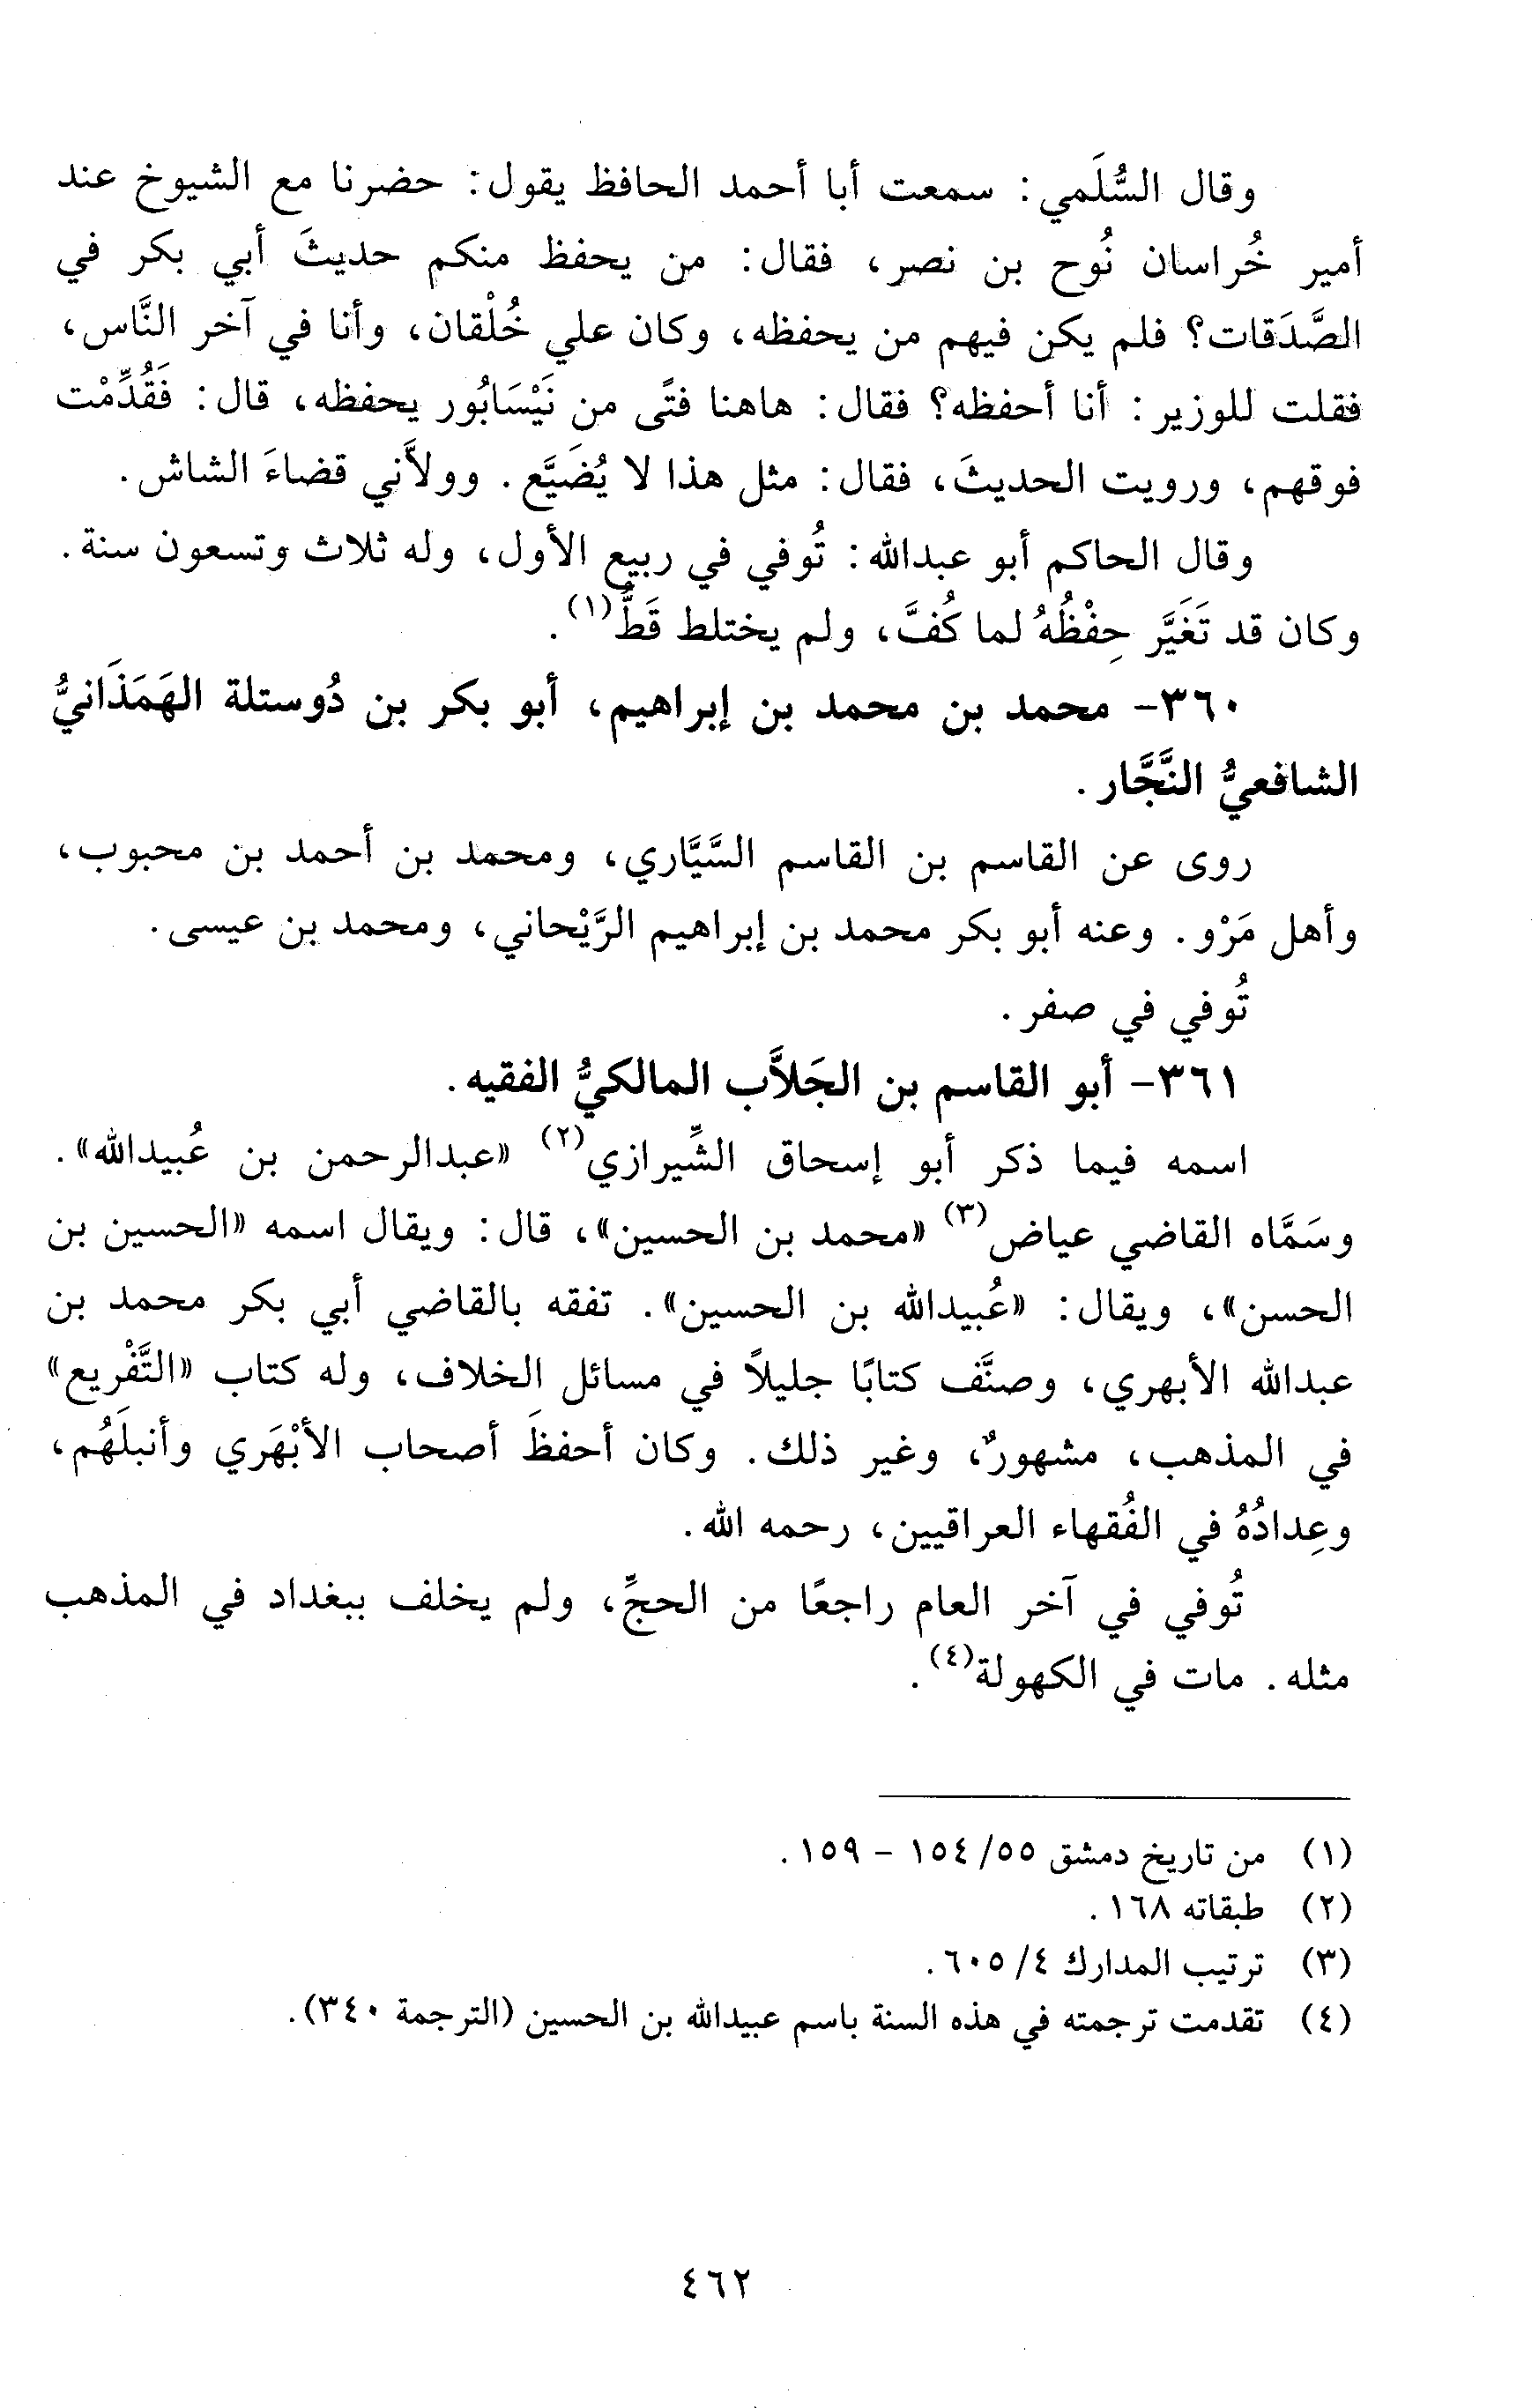 وقال السُّلَمي: سمعت أبا أحمد الحافظ يقول: حضرنا مع الشيوخ عند
أمير خُراسان نُوح بن نصر، فقال: من يحفظ منكم حديثَ أبي بكر في
الصَّدَقات؟ فلم يكن فيهم من يحفظه، وكان علي خُلْقان، وأنا في آخر النَّاس،
فقلت للوزير: أنا أحفظه؟ فقال: هاهنا فتًى من نَيْسَابُور يحفظه، قال: فَقُدِّمْت
فوقهم، ورويت الحديثَ، فقال: مثل هذا لا يُضَيَّع. وولاَّني قضاءَ الشاش.
وقال الحاكم أبو عبدالله: تُوفي في ربيع الأول، وله ثلاث وتسعون سنة.
وكان قد تَغَيَّر حِفْظُهُ لما كُفَّ، ولم يختلط قَطُّ(١).
٣٦٠- محمد بن محمد بن إبراهيم، أبو بكر بن دُوستلة الهَمَذَانيُّ
الشافعيُّ النَّجَّار.
روى عن القاسم بن القاسم السَّيَّاري، ومحمد بن أحمد بن محبوب،
وأهل مَرْو. وعنه أبو بكر محمد بن إبراهيم الرَّيْحاني، ومحمد بن عيسى.
تُوفي في صفر.
٣٦١- أبو القاسم بن الجَلاَّب المالكيُّ الفقيه.
اسمه فيما ذكر أبو إسحاق الشِّيرازي(٢) «عبدالرحمن بن عُبيدالله».
وسَمَّاه القاضي عياض(٣) «محمد بن الحسين»، قال: ويقال اسمه «الحسين بن
الحسن»، ويقال: «عُبيدالله بن الحسين». تفقه بالقاضي أبي بكر محمد بن
عبدالله الأبهري، وصنَّف كتابًا جليلاً في مسائل الخلاف، وله كتاب «التَّفْريع»
في المذهب، مشهورٌ، وغير ذلك. وكان أحفظَ أصحاب الأبْهَري وأنبلَهُم،
وعِدادُهُ في الفُقهاء العراقيين، رحمه الله.
تُوفي في آخر العام راجعًا من الحجِّ، ولم يخلف ببغداد في المذهب
مثله. مات في الكهولة(٤).
(١) من تاريخ دمشق ٥٥/ ١٥٤ - ١٥٩.
(٢) طبقاته ١٦٨.
(٣) ترتيب المدارك ٤/ ٦٠٥.
(٤) تقدمت ترجمته في هذه السنة باسم عبيدالله بن الحسين (الترجمة ٣٤٠).
٤٦٢